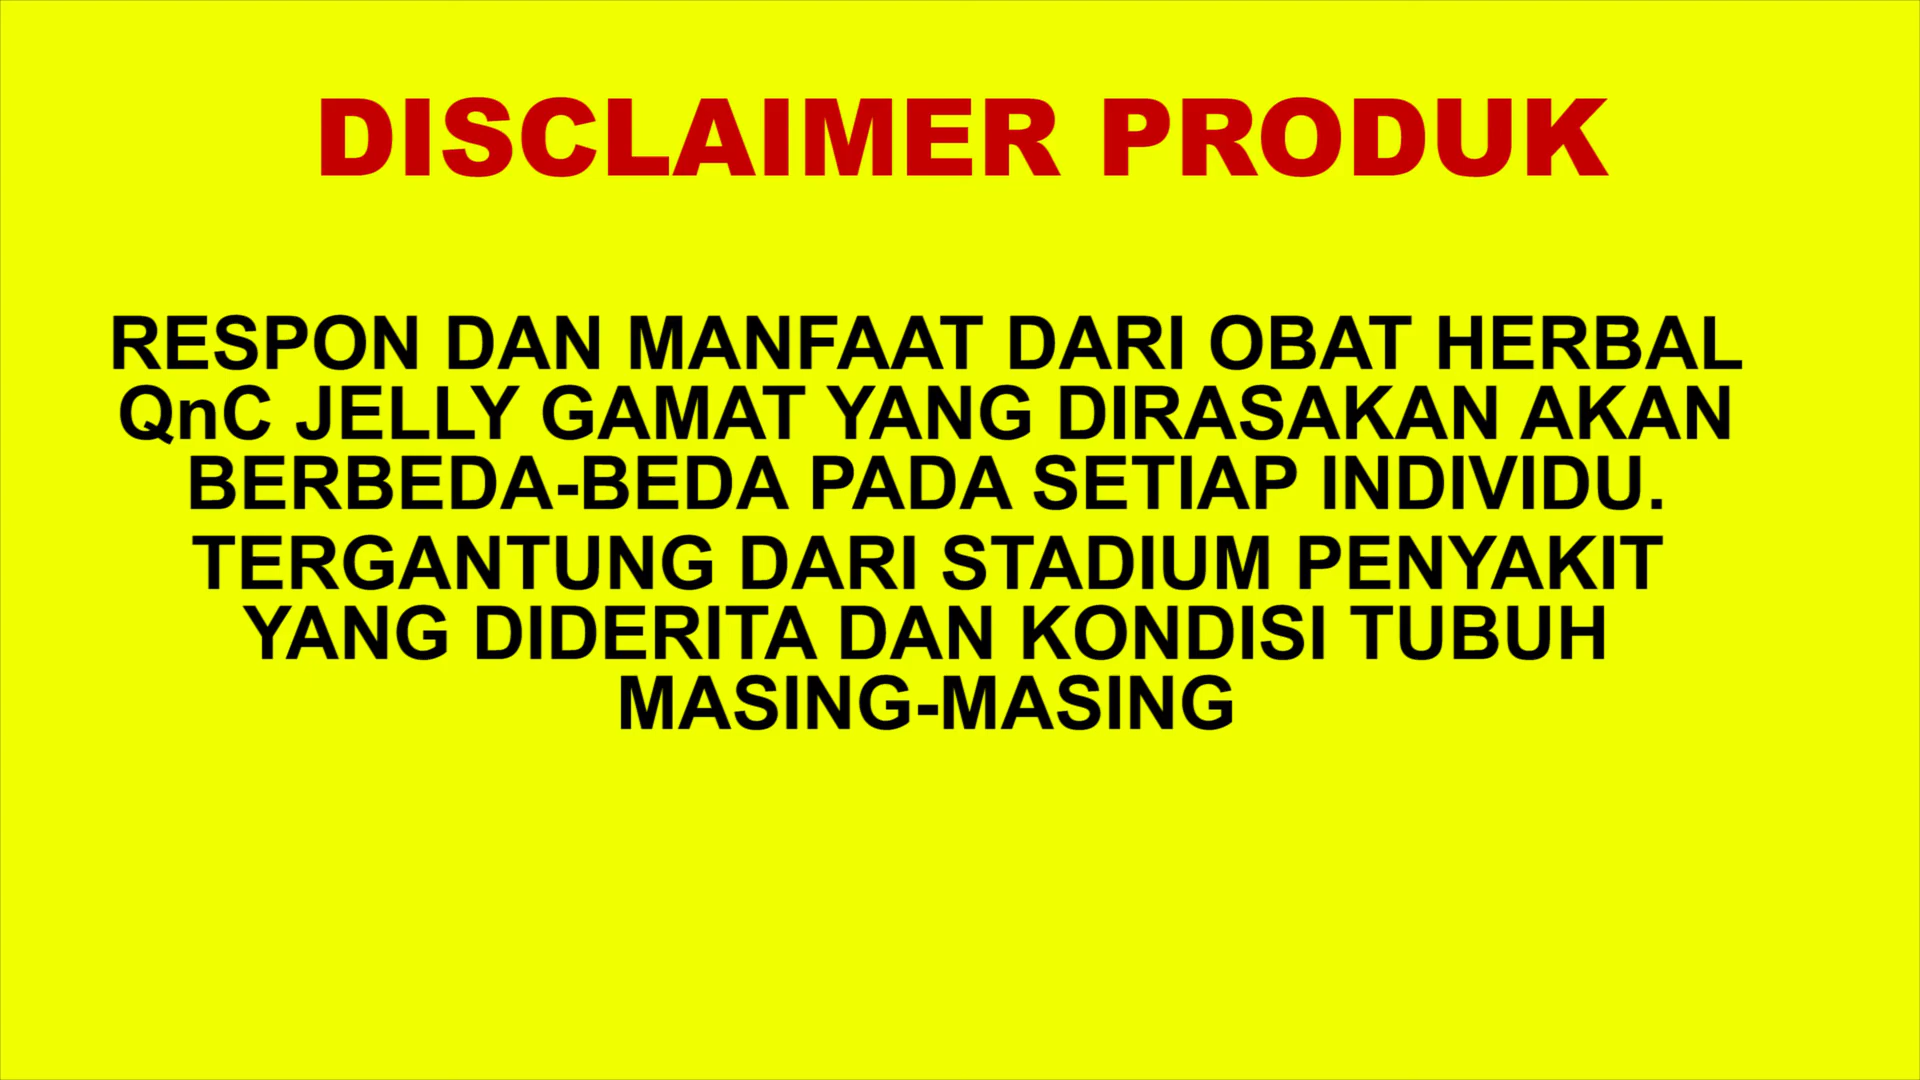 DISCLAIMER PRODUK
RESPON DAN MANFAAT DARI OBAT HERBAL
QnC JELLY GAMAT YANG DIRASAKAN AKAN
BERBEDA-BEDA PADA SETIAP INDIVIDU.
TERGANTUNG DARI STADIUM PENYAKIT
YANG DIDERITA DAN KONDISI TUBUH
MASING-MASING